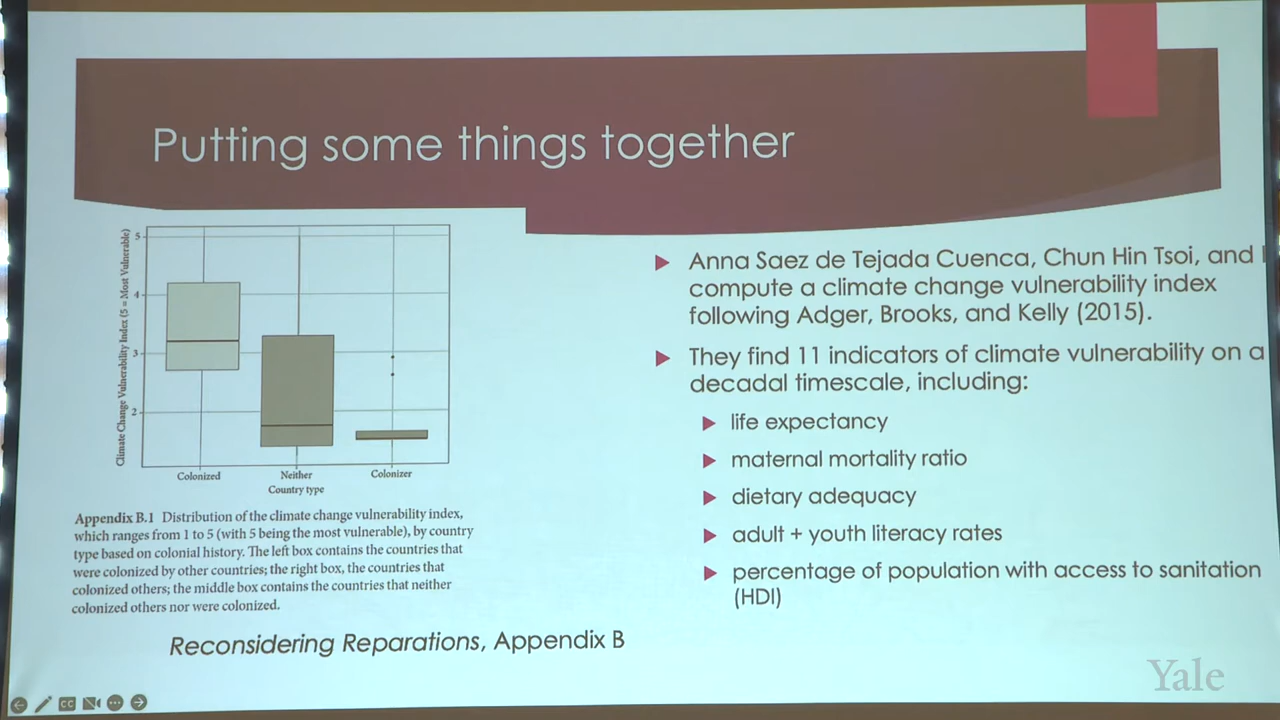 Putting some things together
Climate Change Vulnerability Index (5 = Most Vulnerable)
5
4
3
2
Colonized
Neither
Colonizer
Country type
Appendix B.1 Distribution of the climate change vulnerability index,
which ranges from 1 to 5 (with 5 being the most vulnerable), by country
type based on colonial history. The left box contains the countries that
were colonized by other countries; the right box, the countries that
colonized others; the middle box contains the countries that neither
colonized others nor were colonized.
Reconsidering Reparations, Appendix B
Anna Saez de Tejada Cuenca, Chun Hin Tsoi, and I
compute a climate change vulnerability index
following Adger, Brooks, and Kelly (2015).
They find 11 indicators of climate vulnerability on a
decadal timescale, including:
life expectancy
maternal mortality ratio
dietary adequacy
adult + youth literacy rates
percentage of population with access to sanitation
(HDI)
CC
Yale